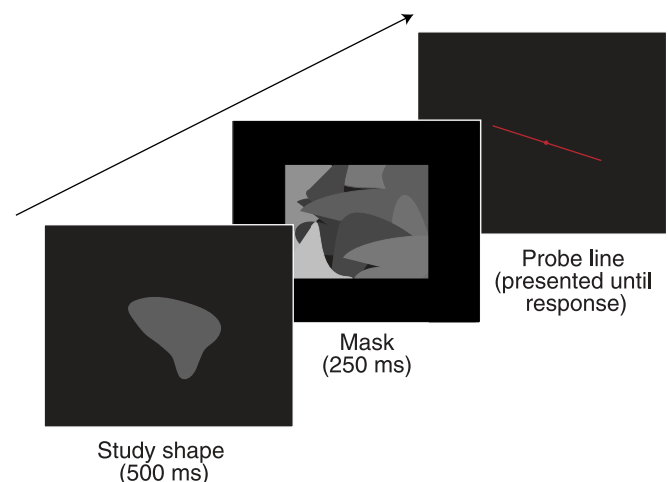 Study shape
(500 ms)
Mask
(250 ms)
Probe line
(presented until
response)